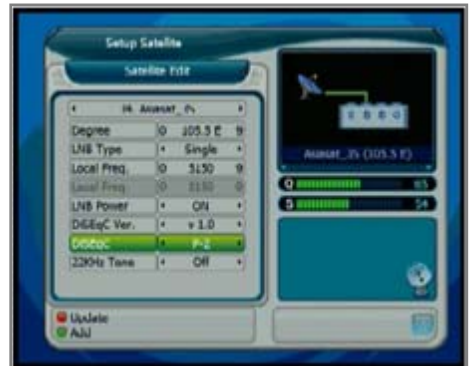 Setup Satellite
Satellite Edit
Asiasat_3s
Degree 105.5 E
LNB Type Single
Local Freq. 5150
Local Freq. 5150
LNB Power ON
DiSEqC Ver. v 1.0
DiSEqC P-2
22KHz Tone Off
Update
Add
Asiasat_3S (105.5 E)
Q 65
S 54